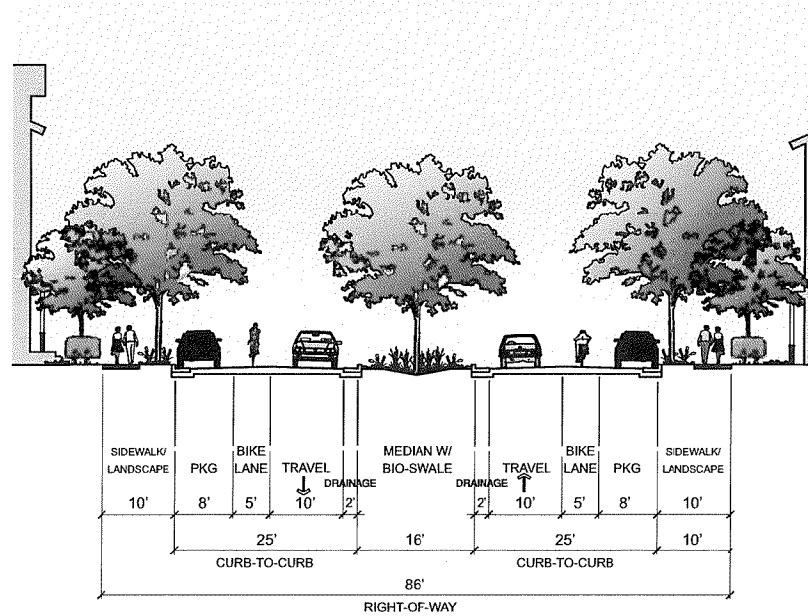 SIDEWALK/
LANDSCAPE
PKG
BIKE
LANE
TRAVEL
DRAINAGE
MEDIAN W/
BIO-SWALE
DRAINAGE
TRAVEL
BIKE
LANE
PKG
SIDEWALK/
LANDSCAPE
10' 8' 5' 10' 2' 2' 10' 5' 8' 10'
25' 16' 25' 10'
CURB-TO-CURB CURB-TO-CURB
86'
RIGHT-OF-WAY